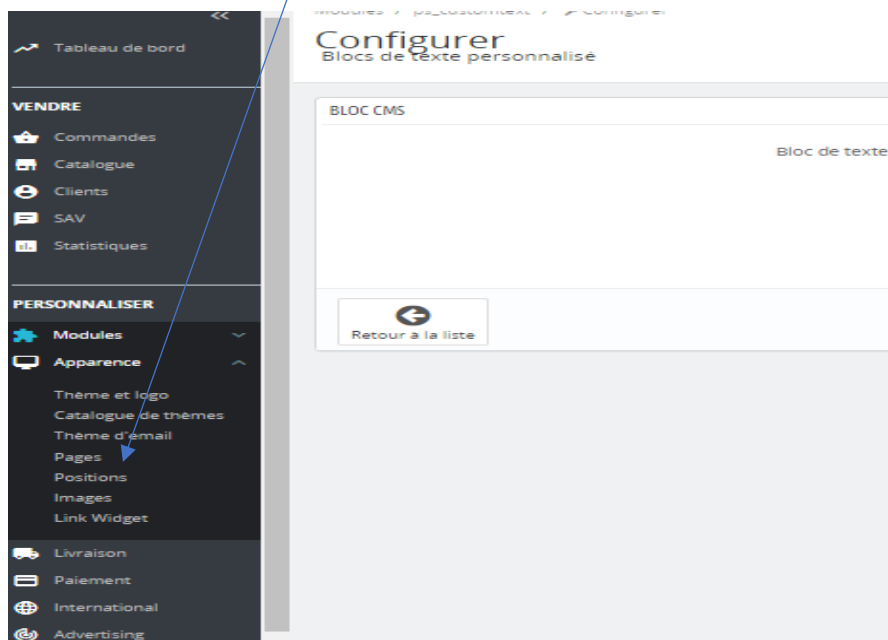 <<
Modules / ps_customtext / Configurer
Tableau de bord
Configurer
Blocs de texte personnalisé
VENDRE
Commandes
Catalogue
Clients
SAV
Statistiques
PERSONNALISER
Modules
Apparence
Thème et logo
Catalogue de thèmes
Thème d'email
Pages
Positions
Images
Link Widget
Livraison
Paiement
International
Advertising
BLOC CMS
Bloc de texte
Retour à la liste